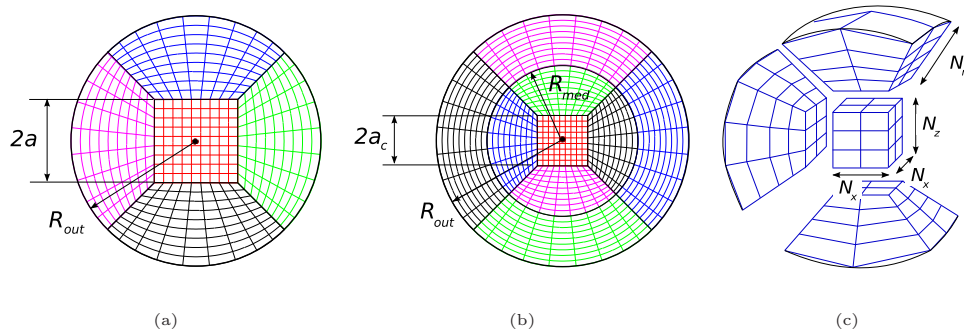 2a
R_out
(a)
2a_c
R_med
R_out
(b)
N_r
N_z
N_x
N_x
(c)